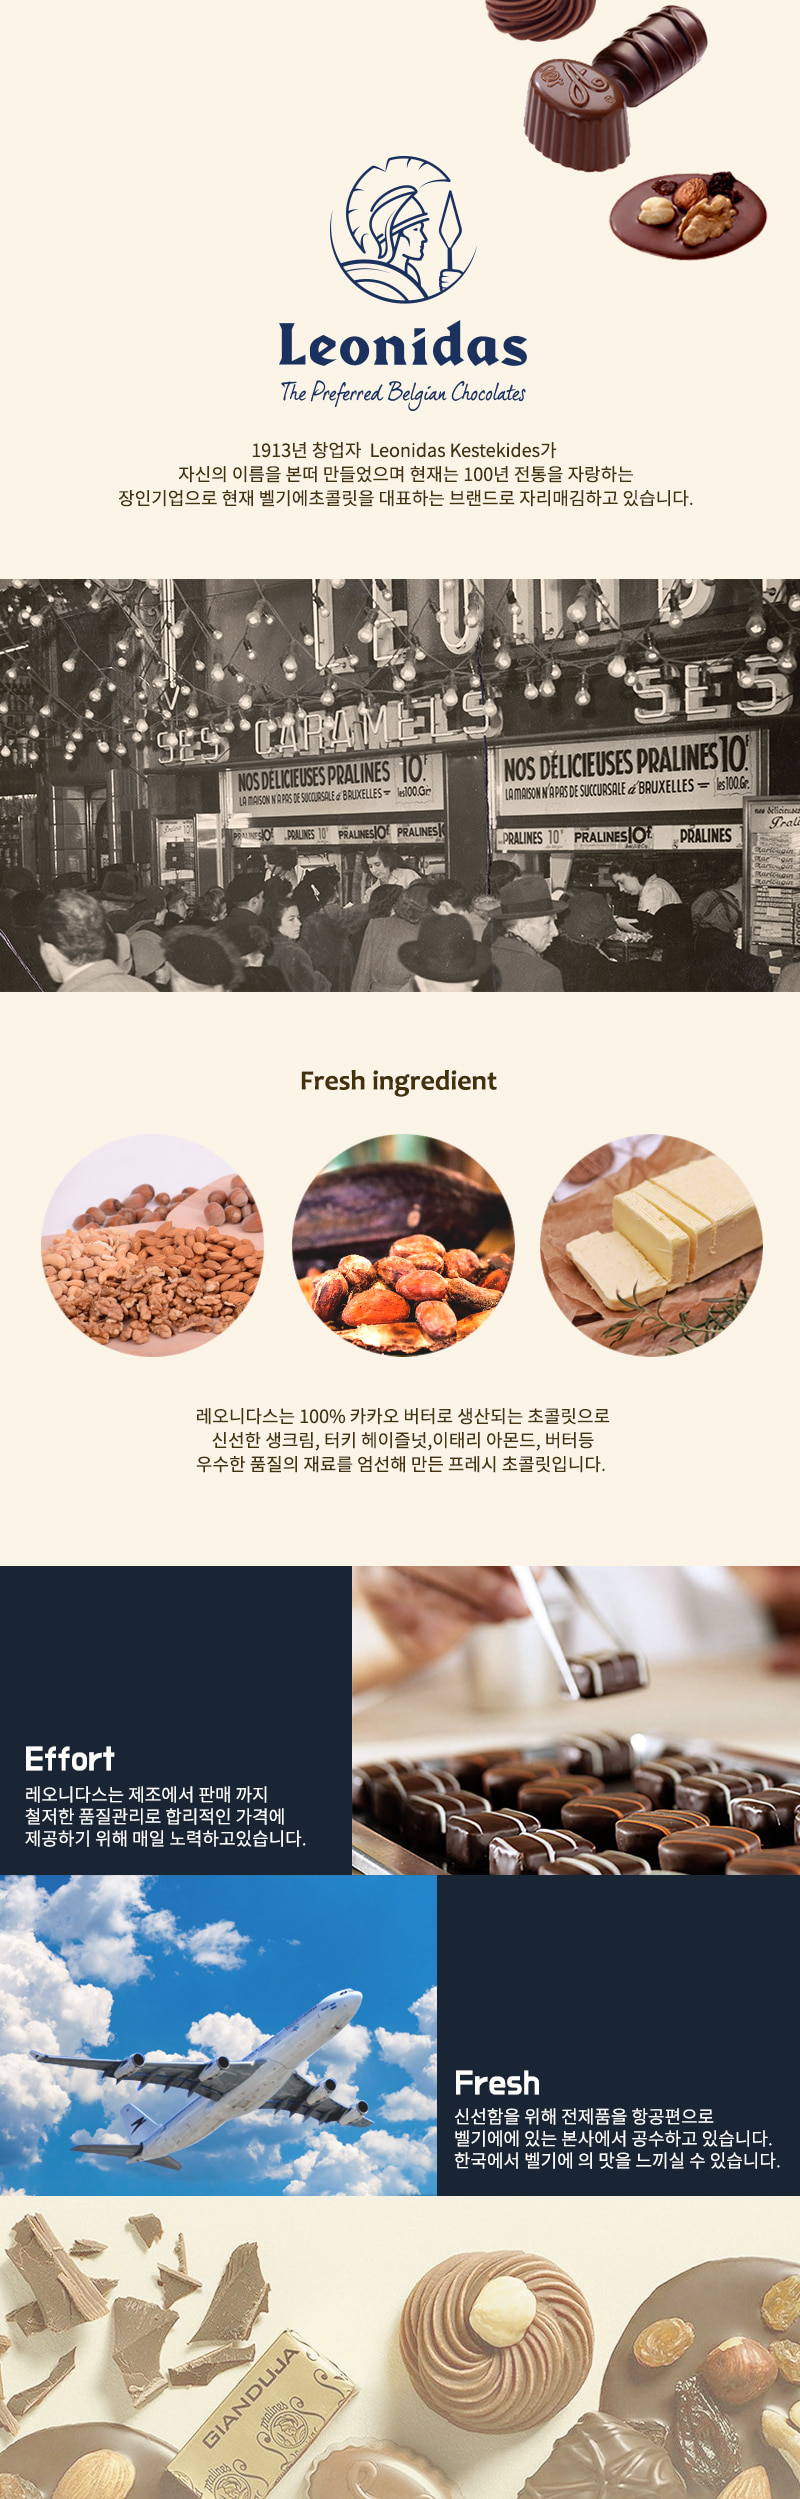 Leonidas
The Preferred Belgian Chocolates
1913년 창업자 Leonidas Kestekides가
자신의 이름을 본떠 만들었으며 현재는 100년 전통을 자랑하는
장인기업으로 현재 벨기에초콜릿을 대표하는 브랜드로 자리매김하고 있습니다.
LEONID
SES CARAMELS
SES
NOS DÉLICIEUSES PRALINES 10F.
LA MAISON N'A PAS DE SUCCURSALE à BRUXELLES les 100.Gr.
NOS DÉLICIEUSES PRALINES 10F.
LA MAISON N'A PAS DE SUCCURSALE à BRUXELLES les 100.Gr.
PRALINES 10F PRALINES 10F PRALINES 10F PRALINES
PRALINES 10F PRALINES 10F PRALINES
Fresh ingredient
레오니다스는 100% 카카오 버터로 생산되는 초콜릿으로
신선한 생크림, 터키 헤이즐넛,이태리 아몬드, 버터등
우수한 품질의 재료를 엄선해 만든 프레시 초콜릿입니다.
Effort
레오니다스는 제조에서 판매 까지
철저한 품질관리로 합리적인 가격에
제공하기 위해 매일 노력하고있습니다.
Fresh
신선함을 위해 전제품을 항공편으로
벨기에에 있는 본사에서 공수하고 있습니다.
한국에서 벨기에 의 맛을 느끼실 수 있습니다.
GIANDUJA
pralines
pralines